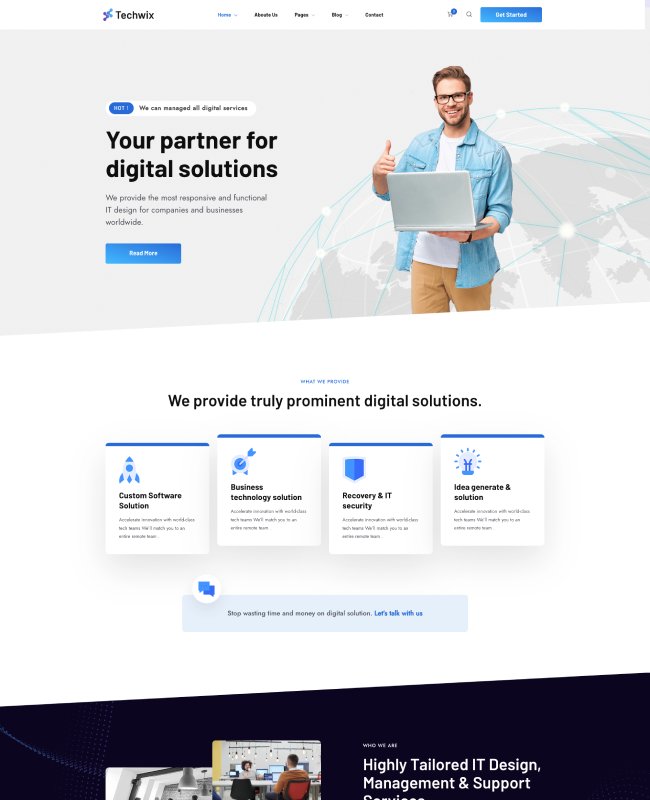 Techwix
Home
Aboute Us
Pages
Blog
Contact
Get Started
HOT !
We can managed all digital services
Your partner for
digital solutions
We provide the most responsive and functional
IT design for companies and businesses
worldwide.
Read More
WHAT WE PROVIDE
We provide truly prominent digital solutions.
Custom Software
Solution
Accelerate innovation with world-class
tech teams We'll match you to an
entire remote team
Business
technology solution
Accelerate innovation with world-class
tech teams We'll match you to an
entire remote team
Recovery & IT
security
Accelerate innovation with world-class
tech teams We'll match you to an
entire remote team
Idea generate &
solution
Accelerate innovation with world-class
tech teams We'll match you to an
entire remote team
Stop wasting time and money on digital solution. Let's talk with us
WHO WE ARE
Highly Tailored IT Design,
Management & Support
Services